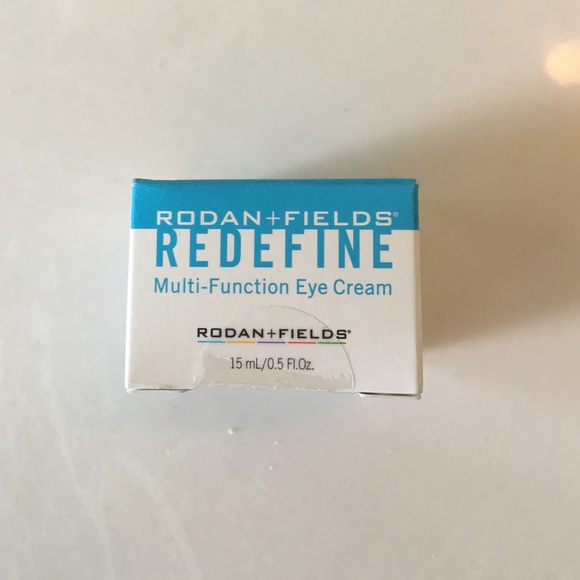 RODAN+FIELDS®
REDEFINE
Multi-Function Eye Cream
RODAN+FIELDS®
15 mL/0.5 Fl.Oz.